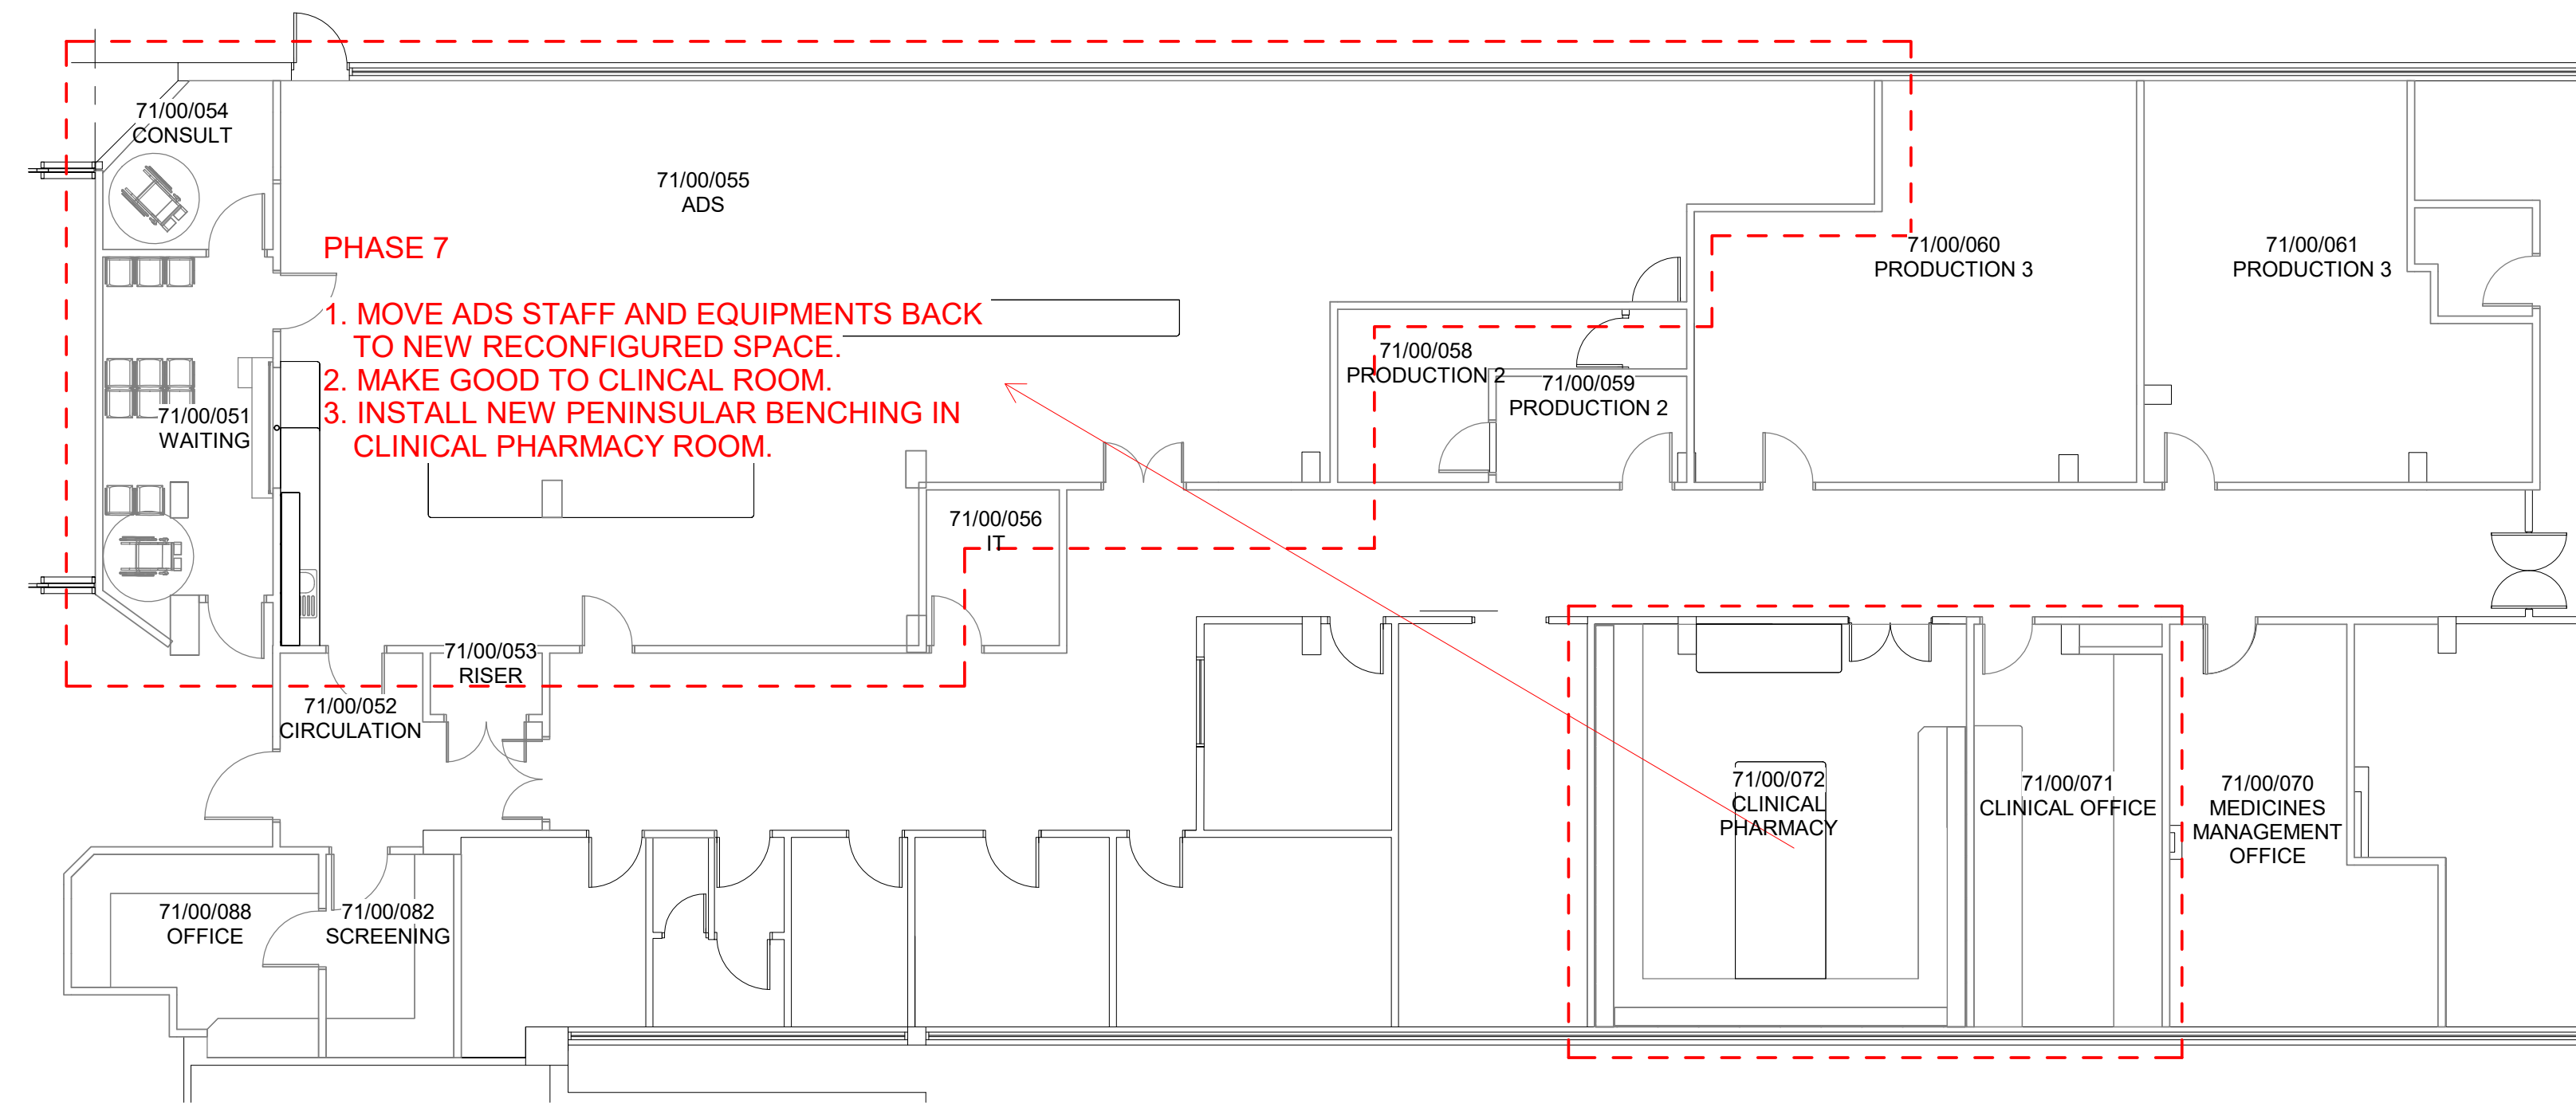 71/00/054
CONSULT
71/00/055
ADS
PHASE 7
1. MOVE ADS STAFF AND EQUIPMENTS BACK
TO NEW RECONFIGURED SPACE.
2. MAKE GOOD TO CLINCAL ROOM.
3. INSTALL NEW PENINSULAR BENCHING IN
CLINICAL PHARMACY ROOM.
71/00/060
PRODUCTION 3
71/00/061
PRODUCTION 3
71/00/058
PRODUCTION 2
71/00/059
PRODUCTION 2
71/00/051
WAITING
71/00/056
IT
71/00/053
RISER
71/00/052
CIRCULATION
71/00/072
CLINICAL
PHARMACY
71/00/071
CLINICAL OFFICE
71/00/070
MEDICINES
MANAGEMENT
OFFICE
71/00/088
OFFICE
71/00/082
SCREENING